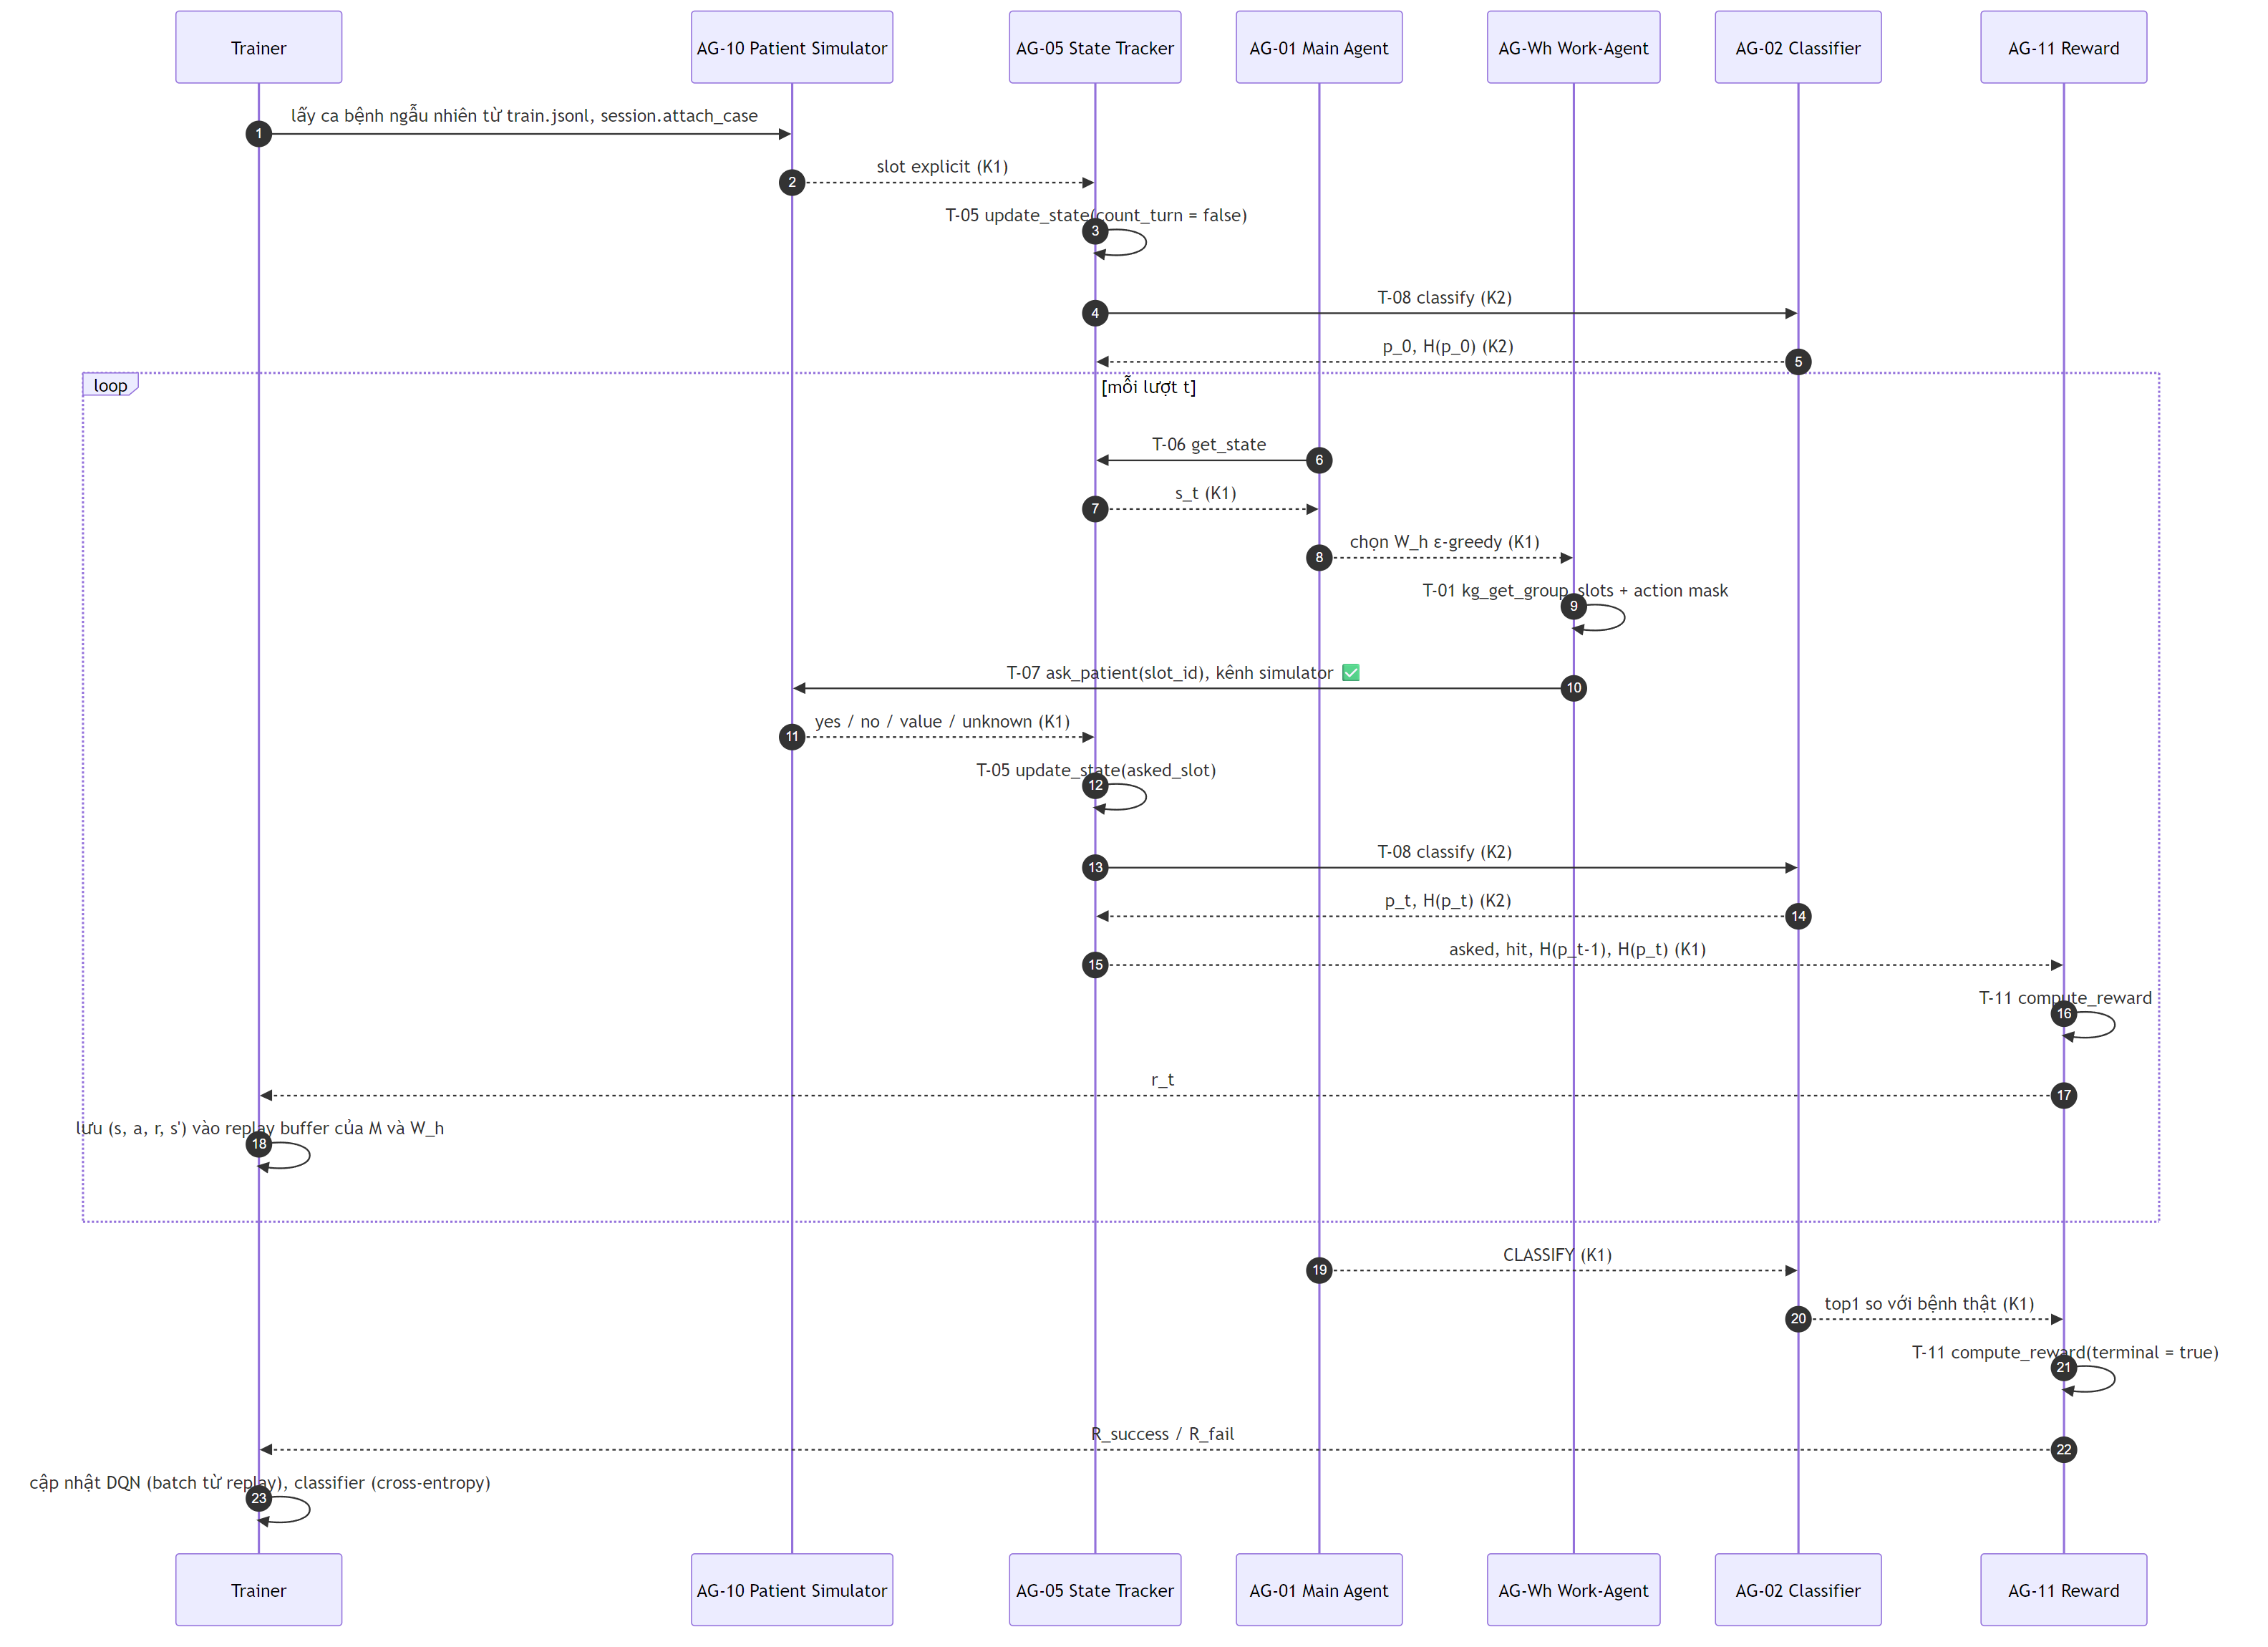 Trainer
AG-10 Patient Simulator
AG-05 State Tracker
AG-01 Main Agent
AG-Wh Work-Agent
AG-02 Classifier
AG-11 Reward
lấy ca bệnh ngẫu nhiên từ train.jsonl, session.attach_case
1
slot explicit (K1)
2
T-05 update_state(count_turn = false)
3
T-08 classify (K2)
4
p_0, H(p_0) (K2)
5
loop
[mỗi lượt t]
T-06 get_state
6
s_t (K1)
7
chọn W_h ε-greedy (K1)
8
T-01 kg_get_group_slots + action mask
9
T-07 ask_patient(slot_id), kênh simulator ✅
10
yes / no / value / unknown (K1)
11
T-05 update_state(asked_slot)
12
T-08 classify (K2)
13
p_t, H(p_t) (K2)
14
asked, hit, H(p_t-1), H(p_t) (K1)
15
T-11 compute_reward
16
r_t
17
lưu (s, a, r, s') vào replay buffer của M và W_h
18
CLASSIFY (K1)
19
top1 so với bệnh thật (K1)
20
T-11 compute_reward(terminal = true)
21
R_success / R_fail
22
cập nhật DQN (batch từ replay), classifier (cross-entropy)
23
Trainer
AG-10 Patient Simulator
AG-05 State Tracker
AG-01 Main Agent
AG-Wh Work-Agent
AG-02 Classifier
AG-11 Reward